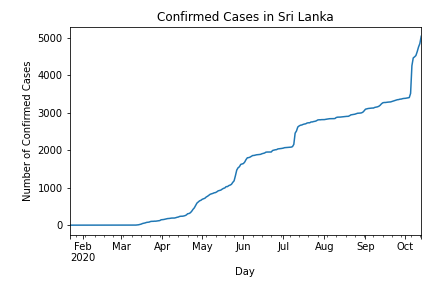 Confirmed Cases in Sri Lanka
Number of Confirmed Cases
5000
4000
3000
2000
1000
0
Feb Mar Apr May Jun Jul Aug Sep Oct
2020
Day